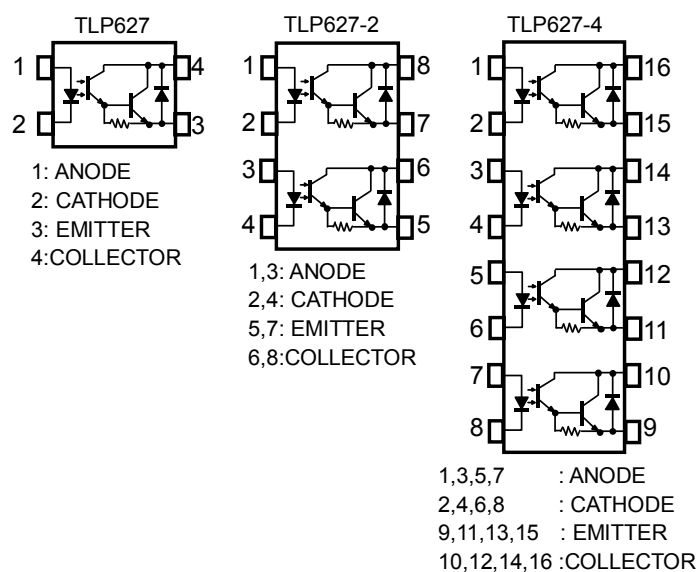 TLP627
1 4
2 3
1: ANODE
2: CATHODE
3: EMITTER
4:COLLECTOR
TLP627-2
1 8
2 7
3 6
4 5
1,3: ANODE
2,4: CATHODE
5,7: EMITTER
6,8:COLLECTOR
TLP627-4
1 16
2 15
3 14
4 13
5 12
6 11
7 10
8 9
1,3,5,7 : ANODE
2,4,6,8 : CATHODE
9,11,13,15 : EMITTER
10,12,14,16 :COLLECTOR